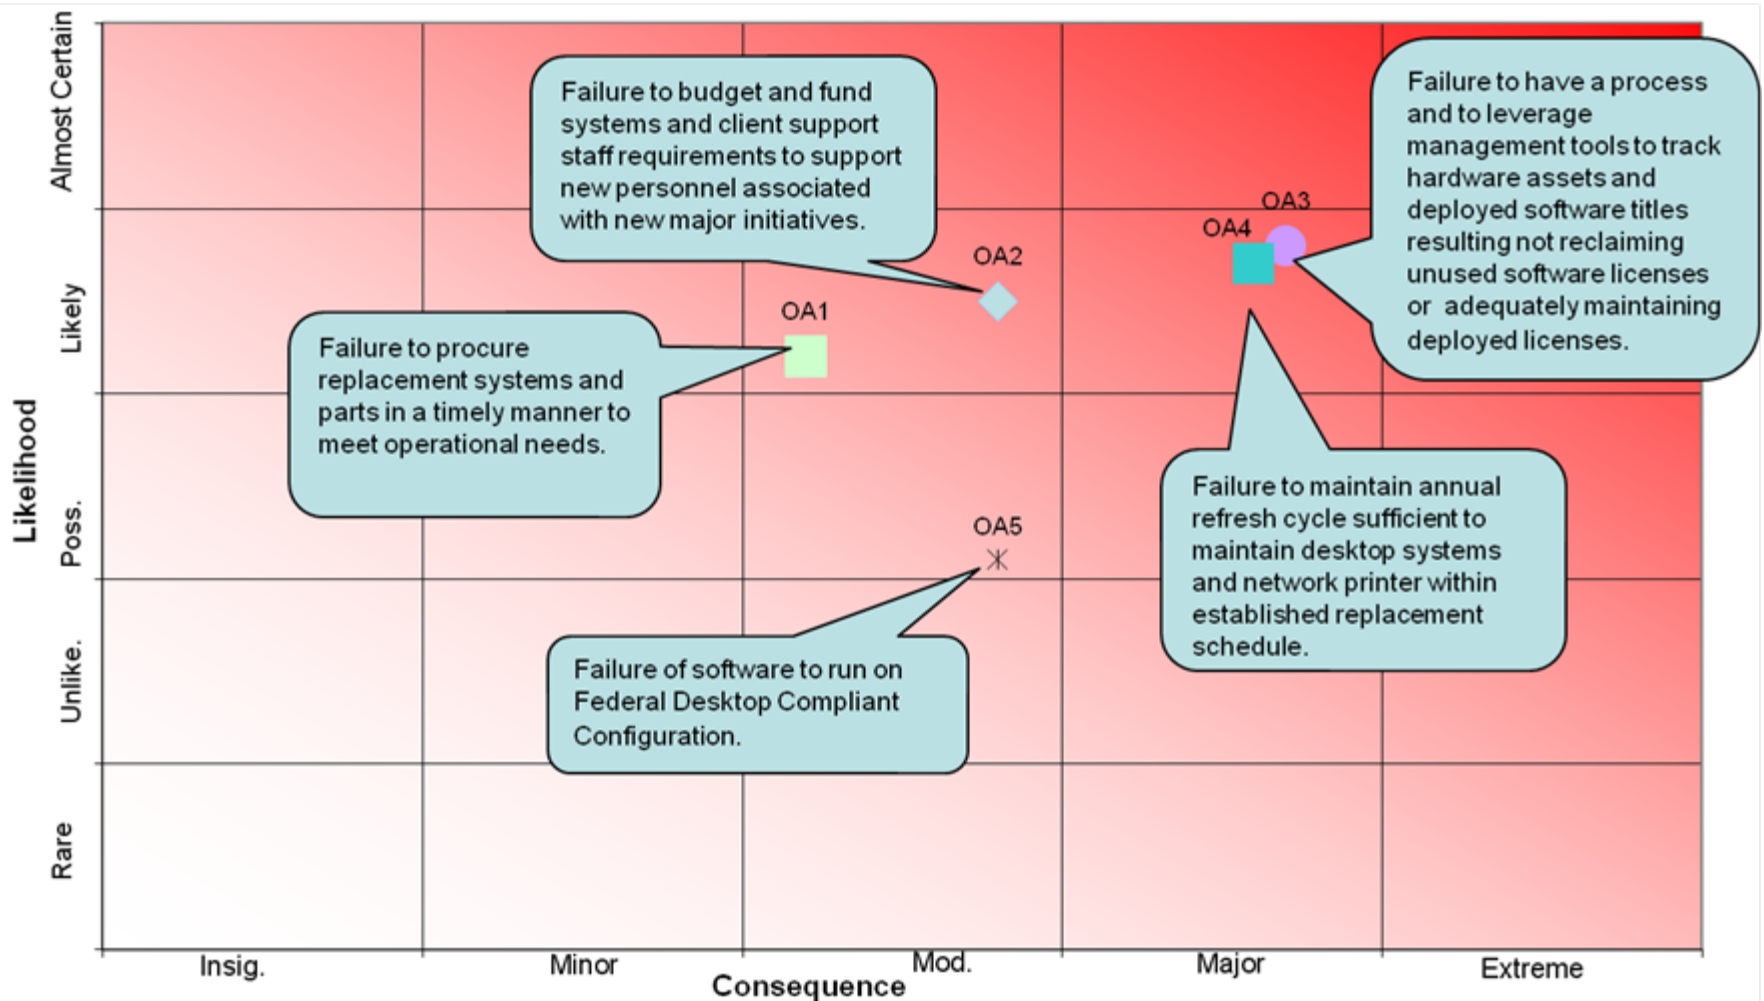 Almost Certain
Likely
Poss.
Unlike.
Rare
Likelihood
Failure to budget and fund
systems and client support
staff requirements to support
new personnel associated
with new major initiatives.
Failure to have a process
and to leverage
management tools to track
hardware assets and
deployed software titles
resulting not reclaiming
unused software licenses
or adequately maintaining
deployed licenses.
OA3
OA4
OA2
OA1
Failure to procure
replacement systems and
parts in a timely manner to
meet operational needs.
Failure to maintain annual
refresh cycle sufficient to
maintain desktop systems
and network printer within
established replacement
schedule.
OA5
Failure of software to run on
Federal Desktop Compliant
Configuration.
Insig.
Minor
Mod.
Major
Extreme
Consequence